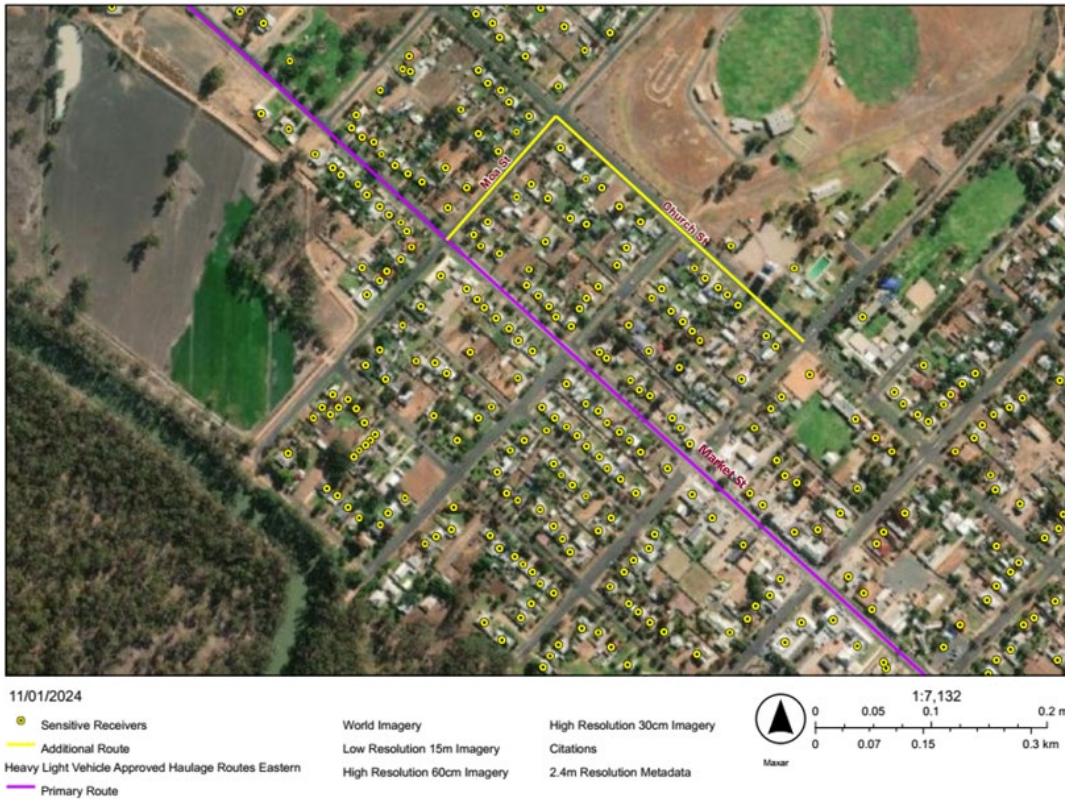 Moa St
Church St
Market St
11/01/2024
Sensitive Receivers
Additional Route
Heavy Light Vehicle Approved Haulage Routes Eastern
Primary Route
World Imagery
Low Resolution 15m Imagery
High Resolution 60cm Imagery
High Resolution 30cm Imagery
Citations
2.4m Resolution Metadata
Maxar
1:7,132
0 0.05 0.1 0.2 m
0 0.07 0.15 0.3 km